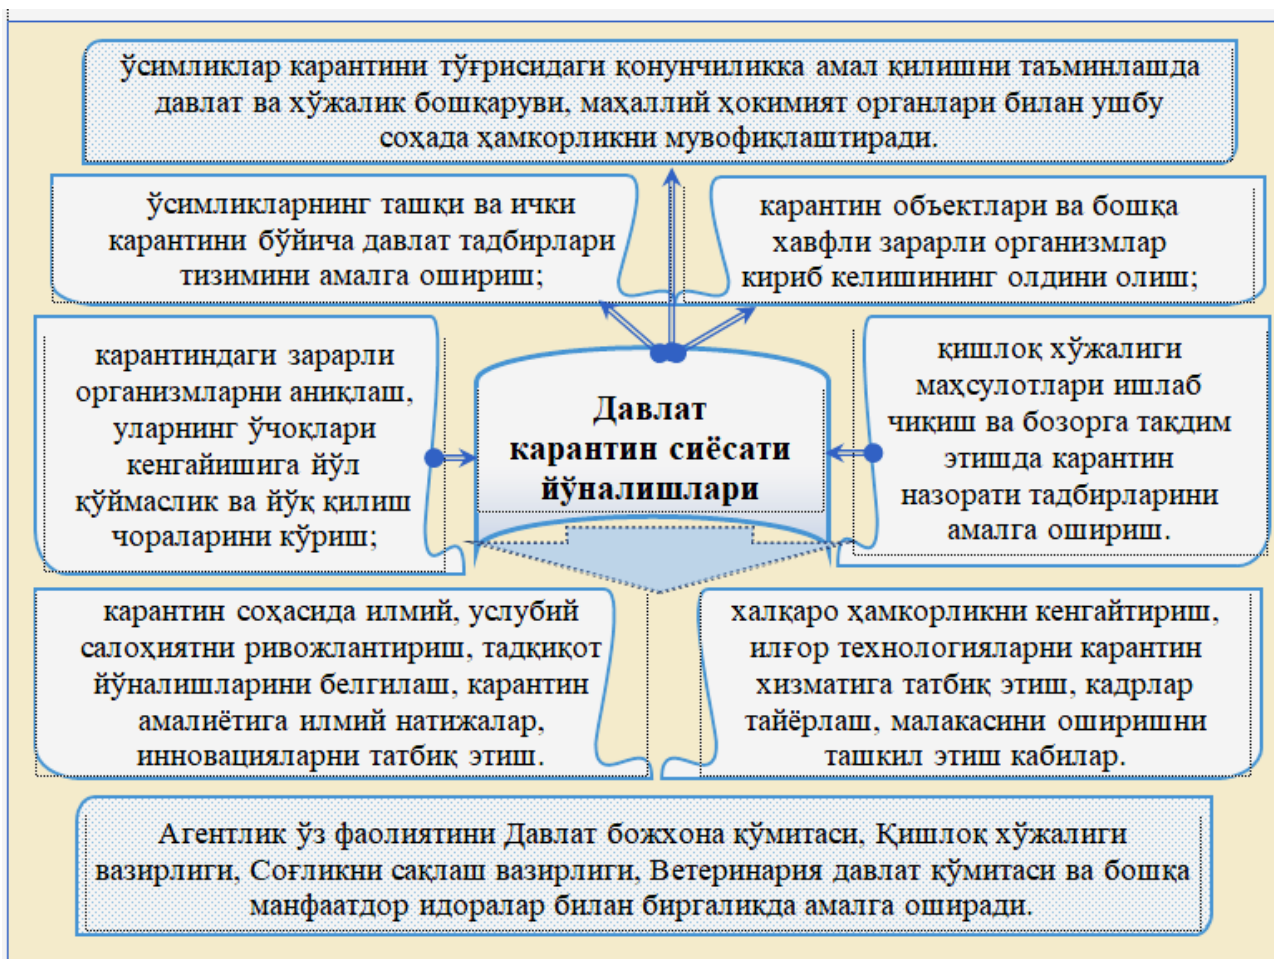 ўсимликлар карантини тўғрисидаги қонунчиликка амал қилишни таъминлашда
давлат ва хўжалик бошқаруви, маҳаллий ҳокимият органлари билан ушбу
соҳада ҳамкорликни мувофиқлаштиради.
ўсимликларнинг ташқи ва ички
карантини бўйича давлат тадбирлари
тизимини амалга ошириш;
карантин объектлари ва бошқа
хавфли зарарли организмлар
кириб келишининг олдини олиш;
карантиндаги зарарли
организмларни аниқлаш,
уларнинг ўчоқлари
кенгайишига йўл
қўймаслик ва йўқ қилиш
чораларини кўриш;
Давлат
карантин сиёсати
йўналишлари
қишлоқ хўжалиги
маҳсулотлари ишлаб
чиқиш ва бозорга тақдим
этишда карантин
назорати тадбирларини
амалга ошириш.
карантин соҳасида илмий, услубий
салоҳиятни ривожлантириш, тадқиқот
йўналишларини белгилаш, карантин
амалиётига илмий натижалар,
инновацияларни татбиқ этиш.
халқаро ҳамкорликни кенгайтириш,
илғор технологияларни карантин
хизматига татбиқ этиш, кадрлар
тайёрлаш, малакасини оширишни
ташкил этиш кабилар.
Агентлик ўз фаолиятини Давлат божхона қўмитаси, Қишлоқ хўжалиги
вазирлиги, Соғликни сақлаш вазирлиги, Ветеринария давлат қўмитаси ва бошқа
манфаатдор идоралар билан биргаликда амалга оширади.